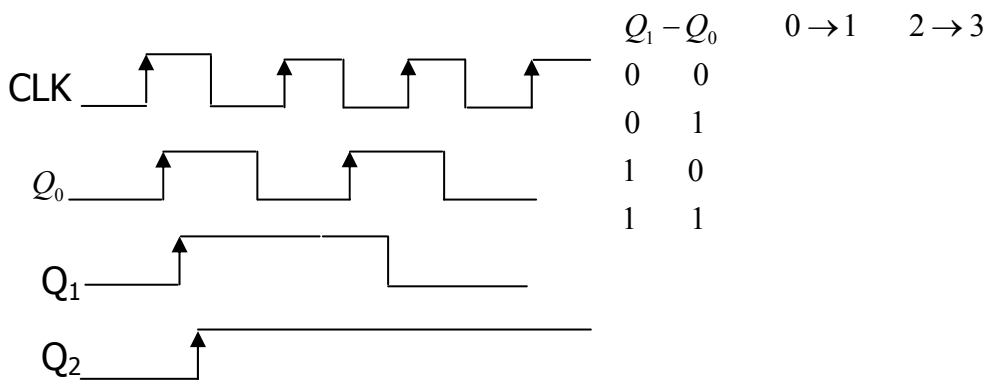 Q₁ – Q₀ 0 → 1 2 → 3
CLK
0 0
0 1
1 0
Q₀
1 1
Q₁
Q₂